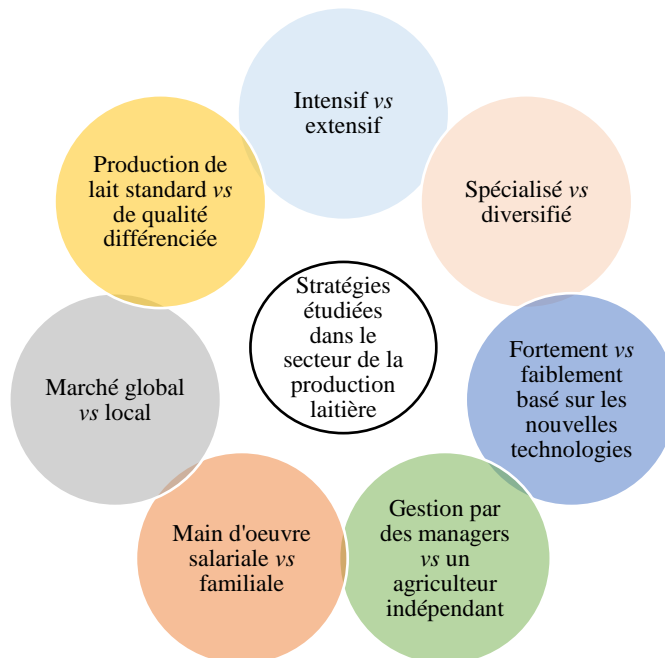 Intensif vs
extensif
Spécialisé vs
diversifié
Fortement vs
faiblement
basé sur les
nouvelles
technologies
Gestion par
des managers
vs un
agriculteur
indépendant
Main d'oeuvre
salariale vs
familiale
Marché global
vs local
Production de
lait standard vs
de qualité
différenciée
Stratégies
étudiées
dans le
secteur de la
production
laitière